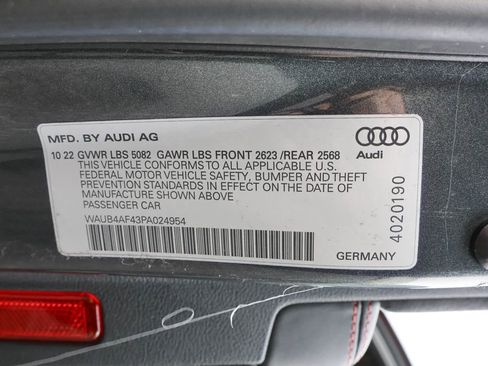 MFD. BY AUDI AG
10 22 GVWR LBS 5082 GAWR LBS FRONT 2623 /REAR 2568
THIS VEHICLE CONFORMS TO ALL APPLICABLE U.S.
FEDERAL MOTOR VEHICLE SAFETY, BUMPER AND THEFT
PREVENTION STANDARDS IN EFFECT ON THE DATE OF
MANUFACTURE SHOWN ABOVE
PASSENGER CAR
WAUB4AF43PA024954
Audi
4020190
GERMANY